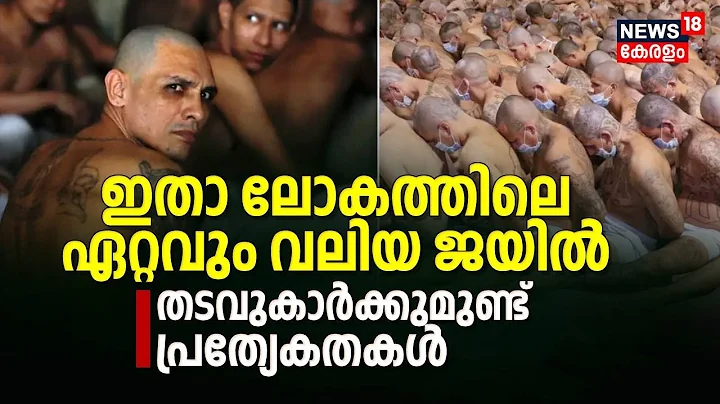 NEWS 18
കേരളം
ഇതാ ലോകത്തിലെ
ഏറ്റവും വലിയ ജയിൽ
തടവുകാർക്കുമുണ്ട്
പ്രത്യേകതകൾ